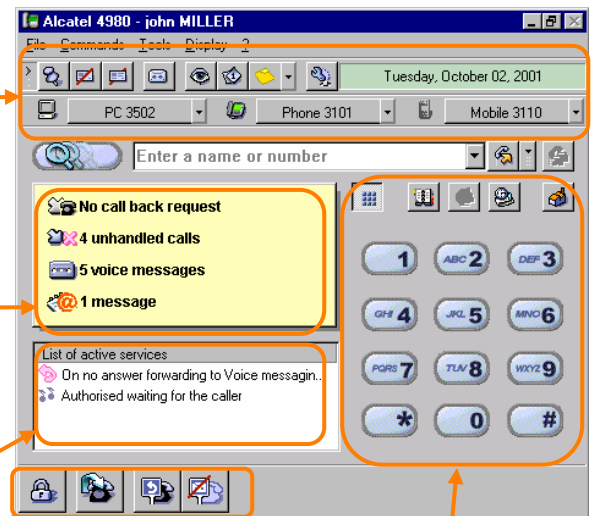 Alcatel 4980 - john MILLER
File Commands Tools Display ?
Tuesday, October 02, 2001
PC 3502 Phone 3101 Mobile 3110
Enter a name or number
No call back request
4 unhandled calls
5 voice messages
@ 1 message
List of active services
On no answer forwarding to Voice messagin..
Authorised waiting for the caller
1 ABC 2 DEF 3
GHI 4 JKL 5 MNO 6
PQRS 7 TUV 8 WXYZ 9
* 0 #